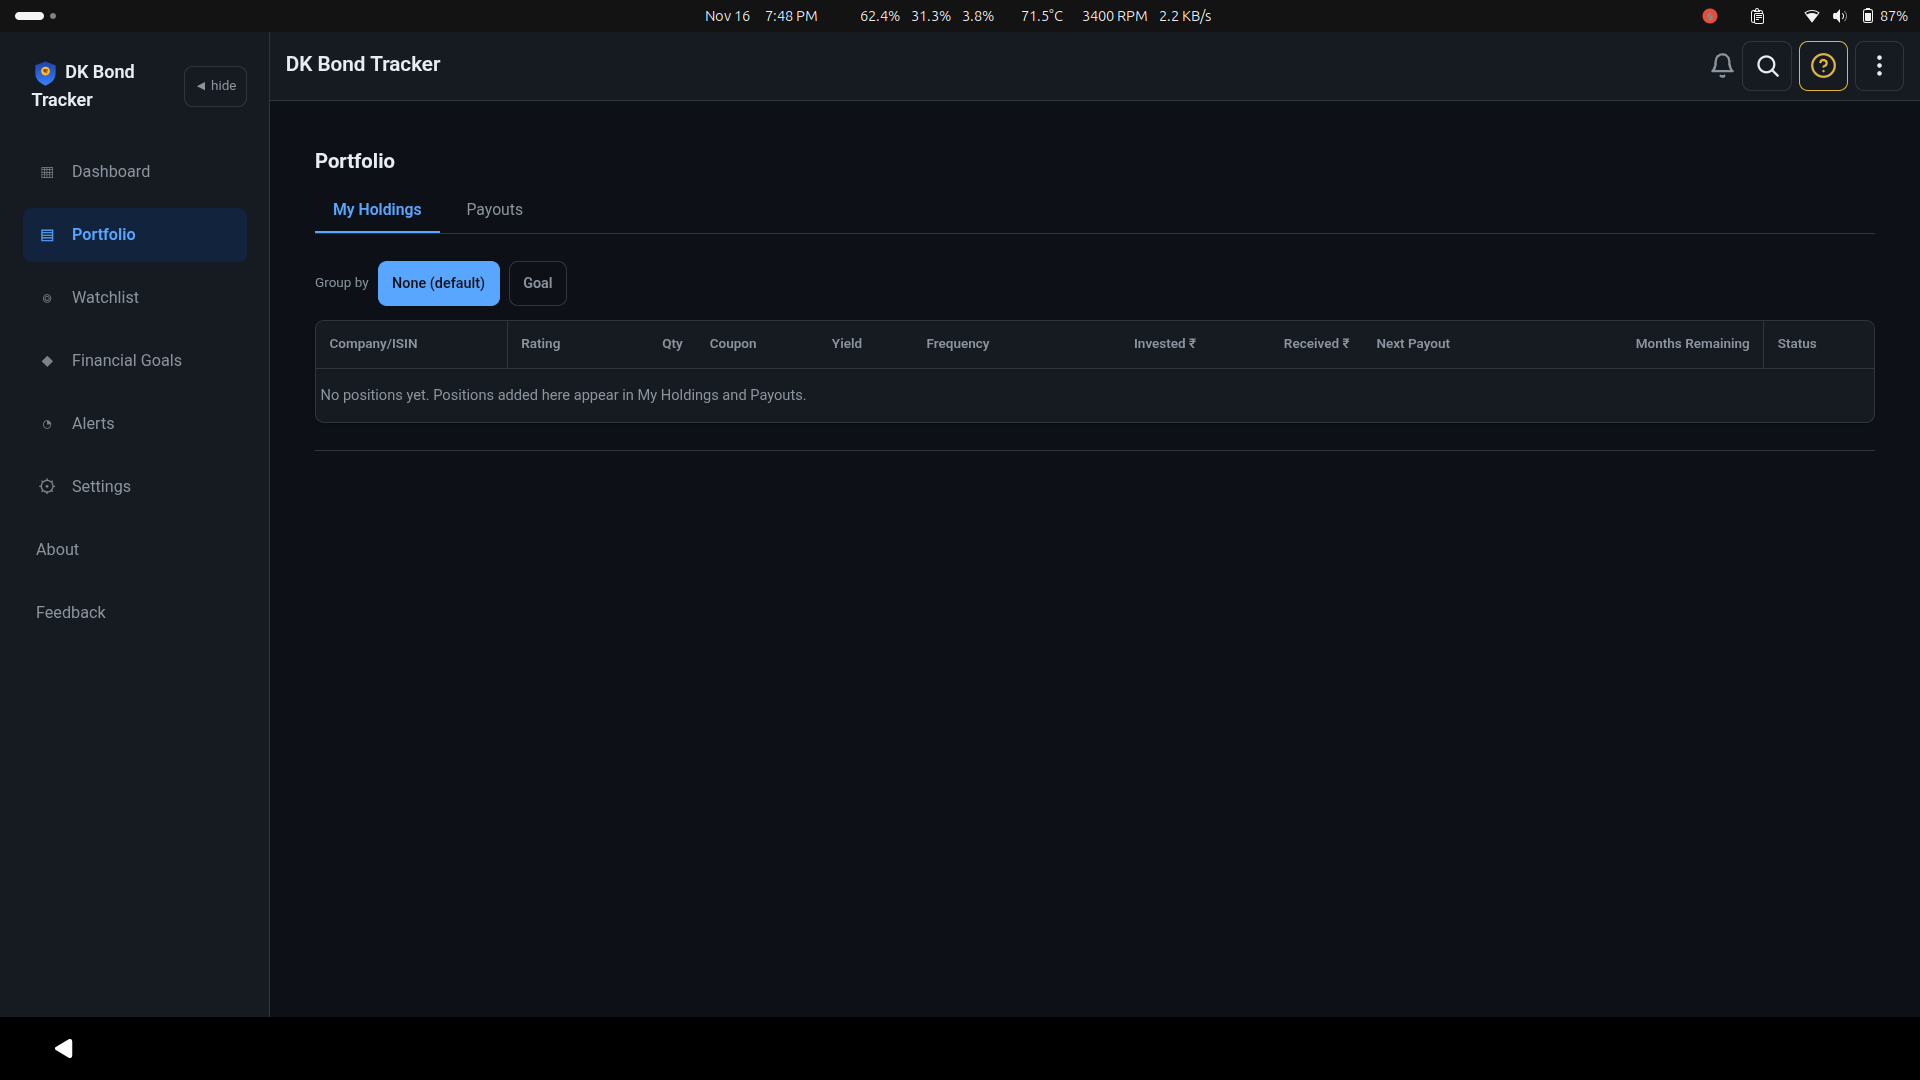 Nov 16 7:48 PM 62.4% 31.3% 3.8% 71.5°C 3400 RPM 2.2 KB/s 87%
DK Bond
Tracker
◄ hide
Dashboard
Portfolio
Watchlist
Financial Goals
Alerts
Settings
About
Feedback
DK Bond Tracker
Portfolio
My Holdings Payouts
Group by None (default) Goal
Company/ISIN Rating Qty Coupon Yield Frequency Invested ₹ Received ₹ Next Payout Months Remaining Status
No positions yet. Positions added here appear in My Holdings and Payouts.